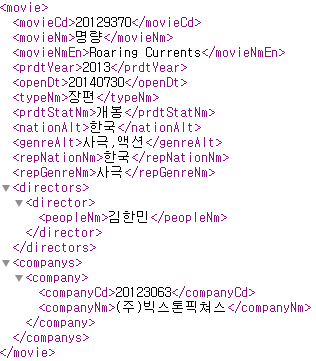 <movie>
<movieCd>20129370</movieCd>
<movieNm>명량</movieNm>
<movieNmEn>Roaring Currents</movieNmEn>
<prdtYear>2013</prdtYear>
<openDt>20140730</openDt>
<typeNm>장편</typeNm>
<prdtStatNm>개봉</prdtStatNm>
<nationAlt>한국</nationAlt>
<genreAlt>사극,액션</genreAlt>
<repNationNm>한국</repNationNm>
<repGenreNm>사극</repGenreNm>
<directors>
<director>
<peopleNm>김한민</peopleNm>
</director>
</directors>
<companys>
<company>
<companyCd>20123063</companyCd>
<companyNm>(주)빅스톤픽쳐스</companyNm>
</company>
</companys>
</movie>